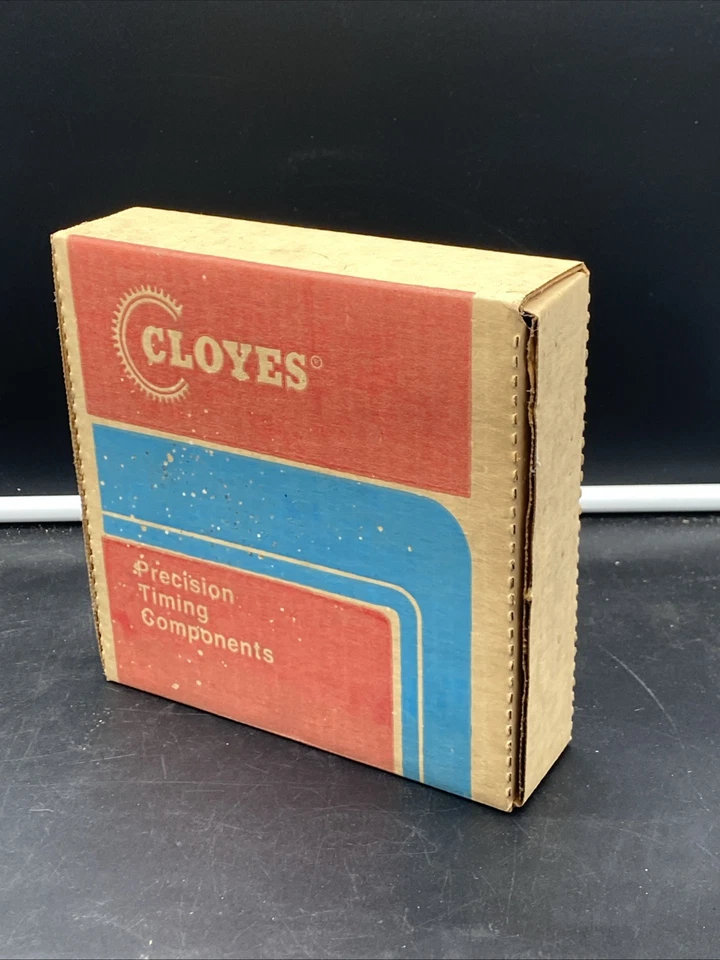 CLOYES®
Precision
Timing
Components